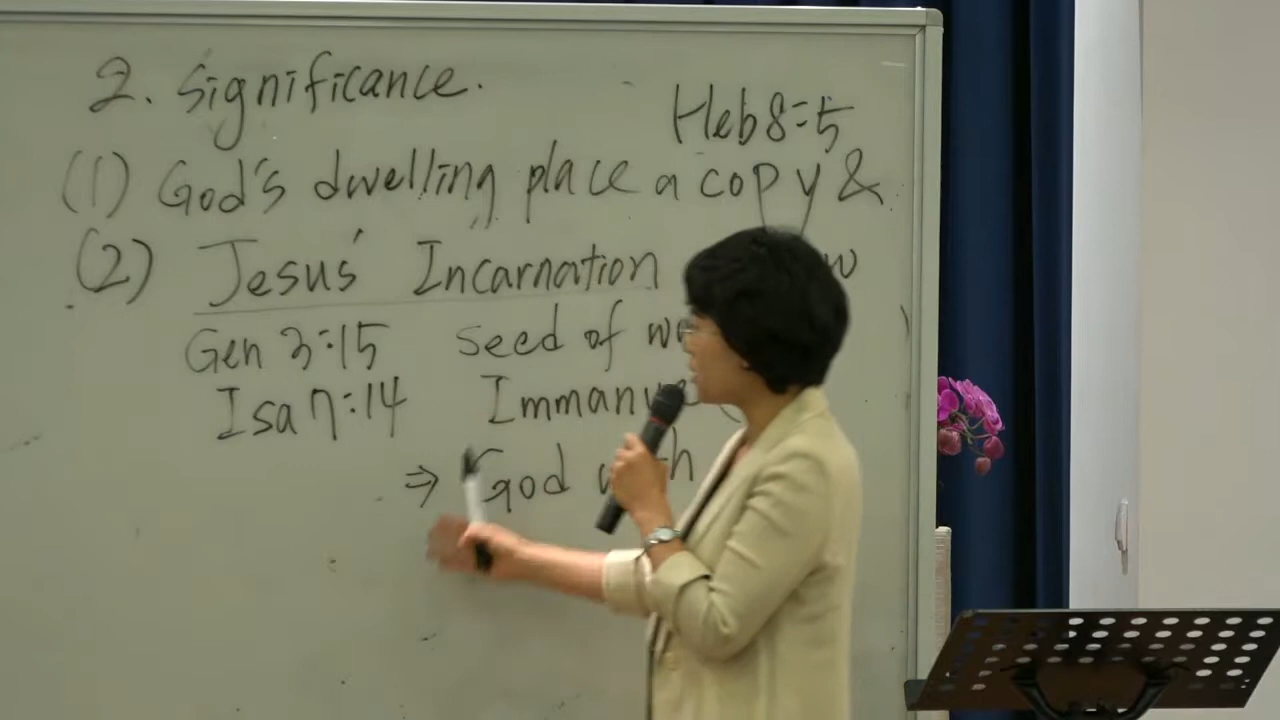 2. Significance.
Heb 8:5
(1) God's dwelling place a copy &
(2) Jesus' Incarnation
Gen 3:15 seed of
Isa 7:14 Immanue
⇒ God